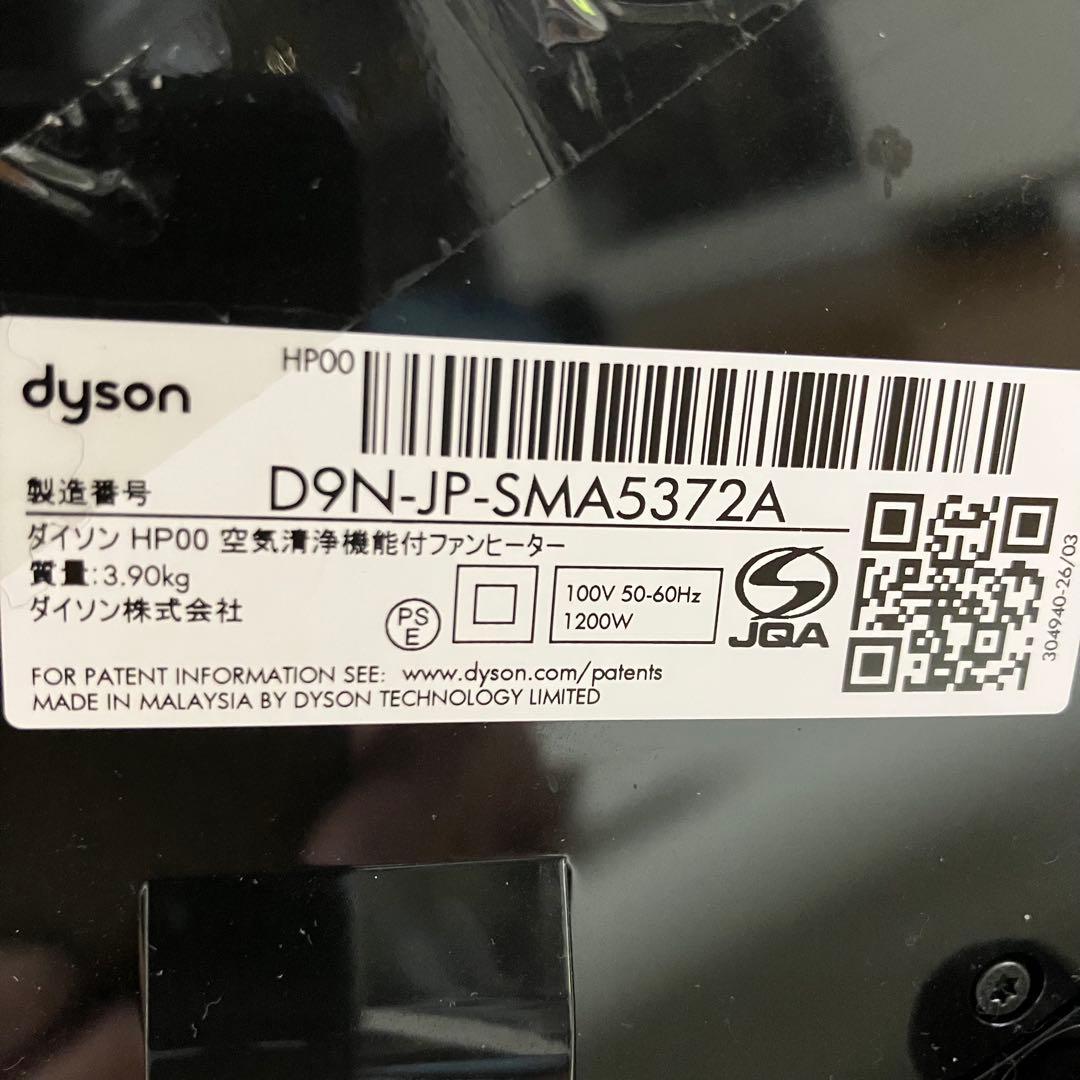 HP00
dyson
製造番号 D9N-JP-SMA5372A
ダイソン HP00 空気清浄機能付ファンヒーター
質量:3.90kg
ダイソン株式会社
PS
E
100V 50-60Hz
1200W
JQA
304940-26/03
FOR PATENT INFORMATION SEE: www.dyson.com/patents
MADE IN MALAYSIA BY DYSON TECHNOLOGY LIMITED